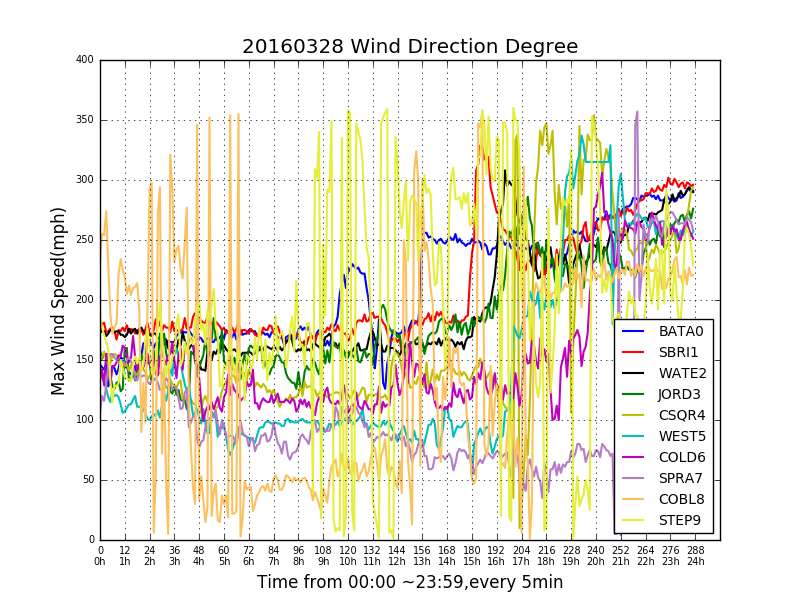 20160328 Wind Direction Degree
Max Wind Speed(mph)
400
350
300
250
200
150
100
50
0
BATA0
SBRI1
WATE2
JORD3
CSQR4
WEST5
COLD6
SPRA7
COBL8
STEP9
0 12 24 36 48 60 72 84 96 108 120 132 144 156 168 180 192 204 216 228 240 252 264 276 288
0h 1h 2h 3h 4h 5h 6h 7h 8h 9h 10h 11h 12h 13h 14h 15h 16h 17h 18h 19h 20h 21h 22h 23h 24h
Time from 00:00 ~23:59,every 5min